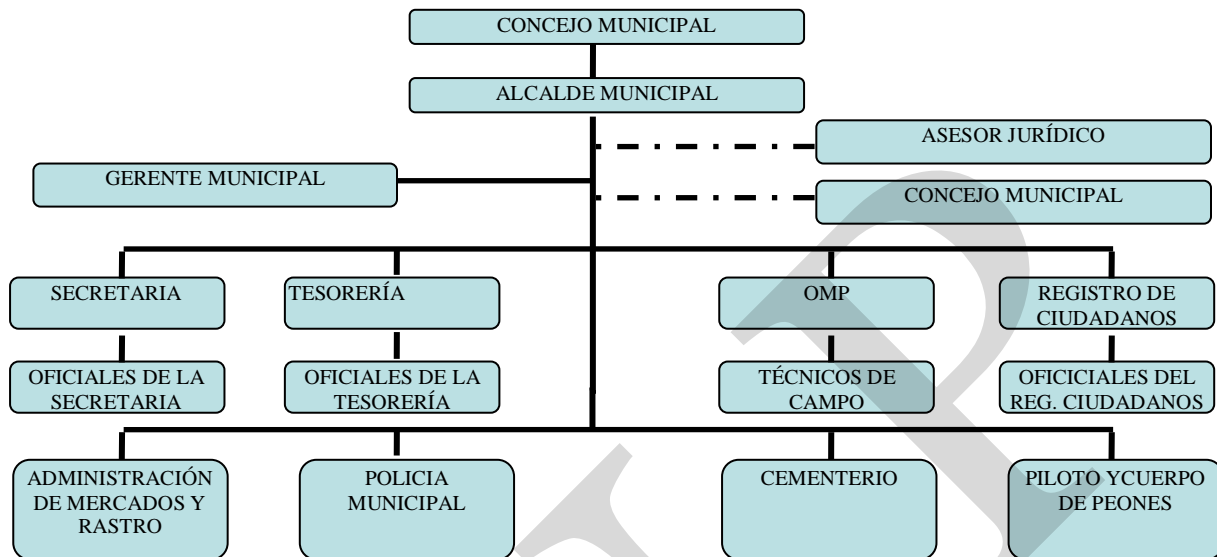 CONCEJO MUNICIPAL
ALCALDE MUNICIPAL
ASESOR JURÍDICO
GERENTE MUNICIPAL
CONCEJO MUNICIPAL
SECRETARIA
TESORERÍA
OMP
REGISTRO DE
CIUDADANOS
OFICIALES DE LA
SECRETARIA
OFICIALES DE LA
TESORERÍA
TÉCNICOS DE
CAMPO
OFICICIALES DEL
REG. CIUDADANOS
ADMINISTRACIÓN
DE MERCADOS Y
RASTRO
POLICIA
MUNICIPAL
CEMENTERIO
PILOTO YCUERPO
DE PEONES